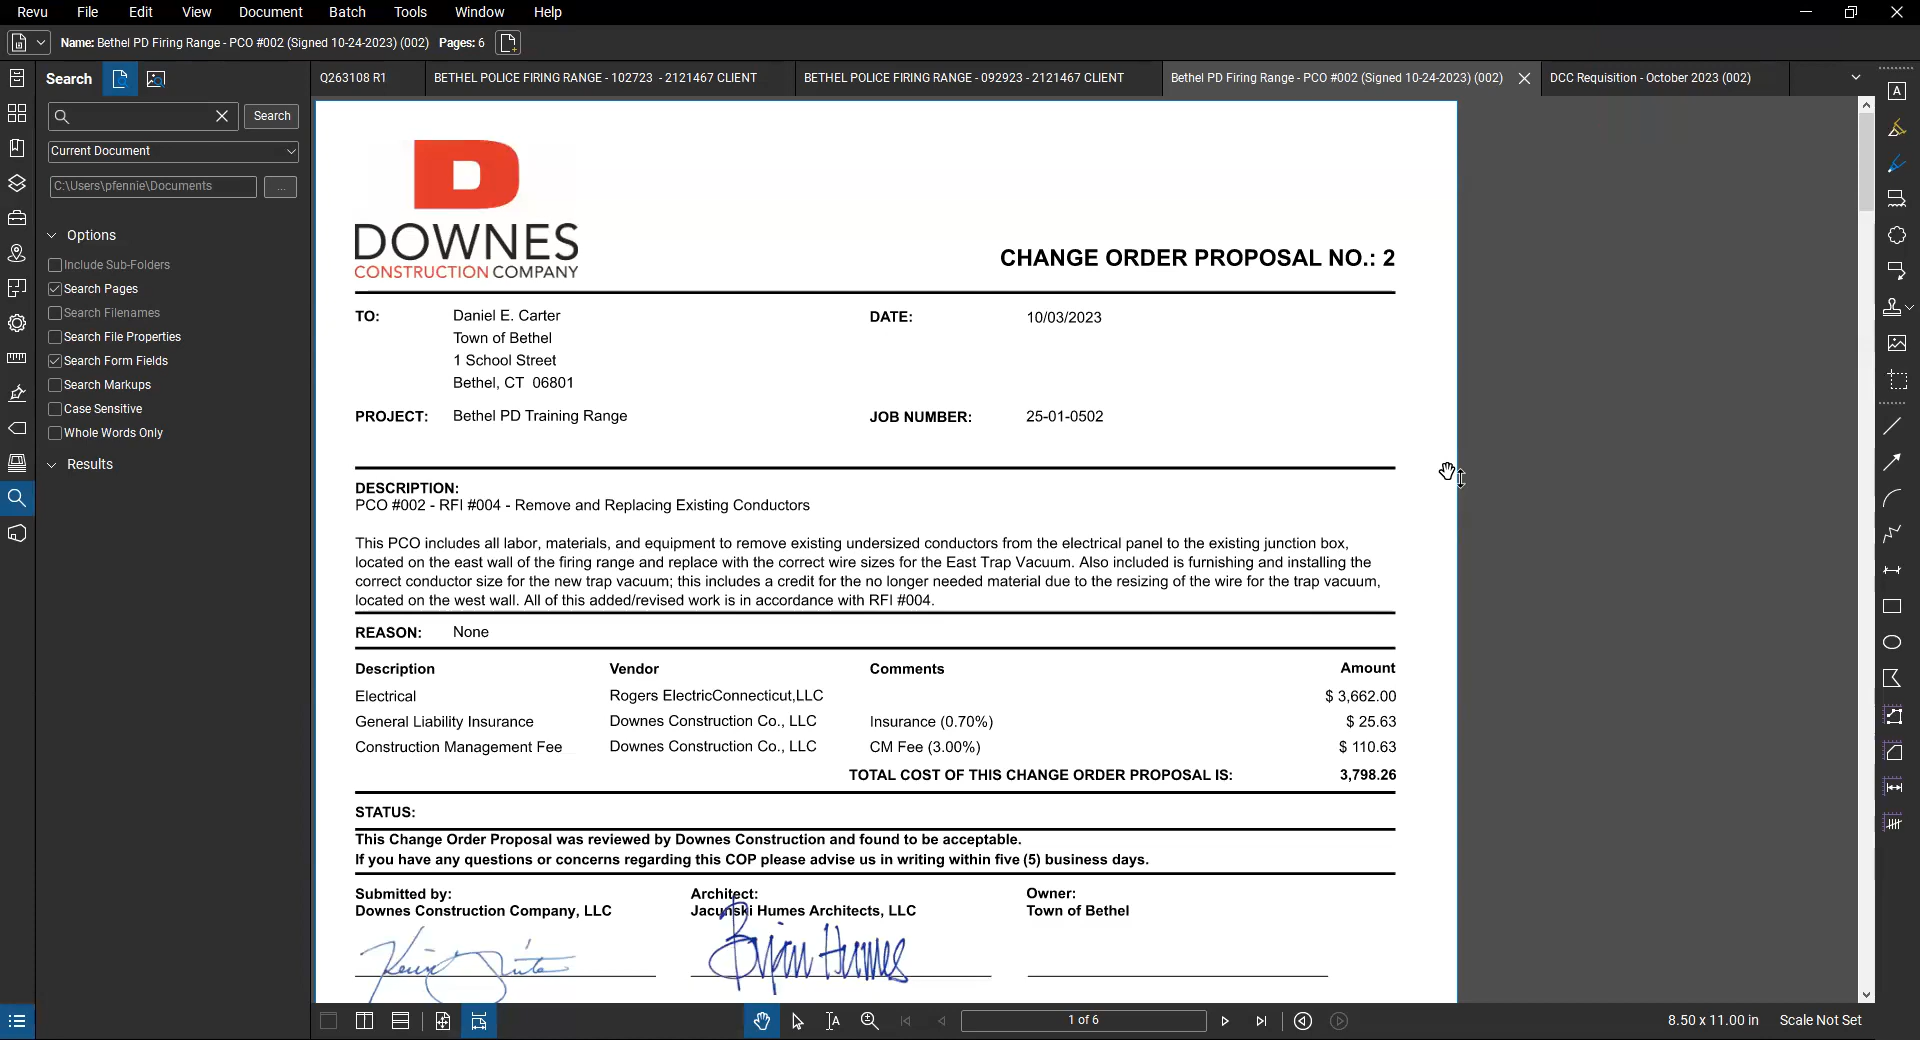 Revu File Edit View Document Batch Tools Window Help
Name: Bethel PD Firing Range - PCO #002 (Signed 10-24-2023) (002) Pages: 6
Search
Q263108 R1
BETHEL POLICE FIRING RANGE - 102723 - 2121467 CLIENT
BETHEL POLICE FIRING RANGE - 092923 - 2121467 CLIENT
Bethel PD Firing Range - PCO #002 (Signed 10-24-2023) (002)
DCC Requisition - October 2023 (002)
Search
Current Document
C:\Users\pfennie\Documents
...
Options
Include Sub-Folders
Search Pages
Search Filenames
Search File Properties
Search Form Fields
Search Markups
Case Sensitive
Whole Words Only
Results
D
DOWNES
CONSTRUCTION COMPANY
CHANGE ORDER PROPOSAL NO.: 2
TO: Daniel E. Carter DATE: 10/03/2023
Town of Bethel
1 School Street
Bethel, CT 06801
PROJECT: Bethel PD Training Range JOB NUMBER: 25-01-0502
DESCRIPTION:
PCO #002 - RFI #004 - Remove and Replacing Existing Conductors
This PCO includes all labor, materials, and equipment to remove existing undersized conductors from the electrical panel to the existing junction box,
located on the east wall of the firing range and replace with the correct wire sizes for the East Trap Vacuum. Also included is furnishing and installing the
correct conductor size for the new trap vacuum; this includes a credit for the no longer needed material due to the resizing of the wire for the trap vacuum,
located on the west wall. All of this added/revised work is in accordance with RFI #004.
REASON: None
Description Vendor Comments Amount
Electrical Rogers ElectricConnecticut,LLC $ 3,662.00
General Liability Insurance Downes Construction Co., LLC Insurance (0.70%) $ 25.63
Construction Management Fee Downes Construction Co., LLC CM Fee (3.00%) $ 110.63
TOTAL COST OF THIS CHANGE ORDER PROPOSAL IS: 3,798.26
STATUS:
This Change Order Proposal was reviewed by Downes Construction and found to be acceptable.
If you have any questions or concerns regarding this COP please advise us in writing within five (5) business days.
Submitted by: Architect: Owner:
Downes Construction Company, LLC Jacunski Humes Architects, LLC Town of Bethel
Brian Humes
1 of 6
8.50 x 11.00 in Scale Not Set